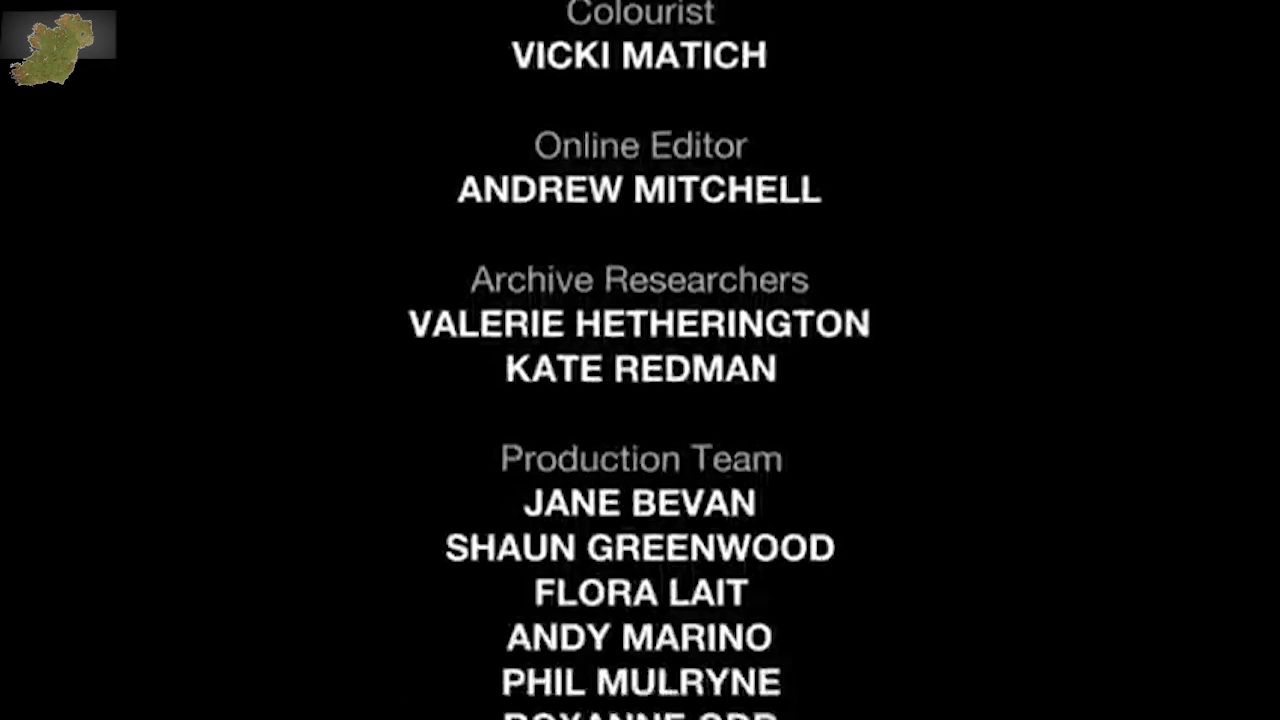 Colourist
VICKI MATICH
Online Editor
ANDREW MITCHELL
Archive Researchers
VALERIE HETHERINGTON
KATE REDMAN
Production Team
JANE BEVAN
SHAUN GREENWOOD
FLORA LAIT
ANDY MARINO
PHIL MULRYNE